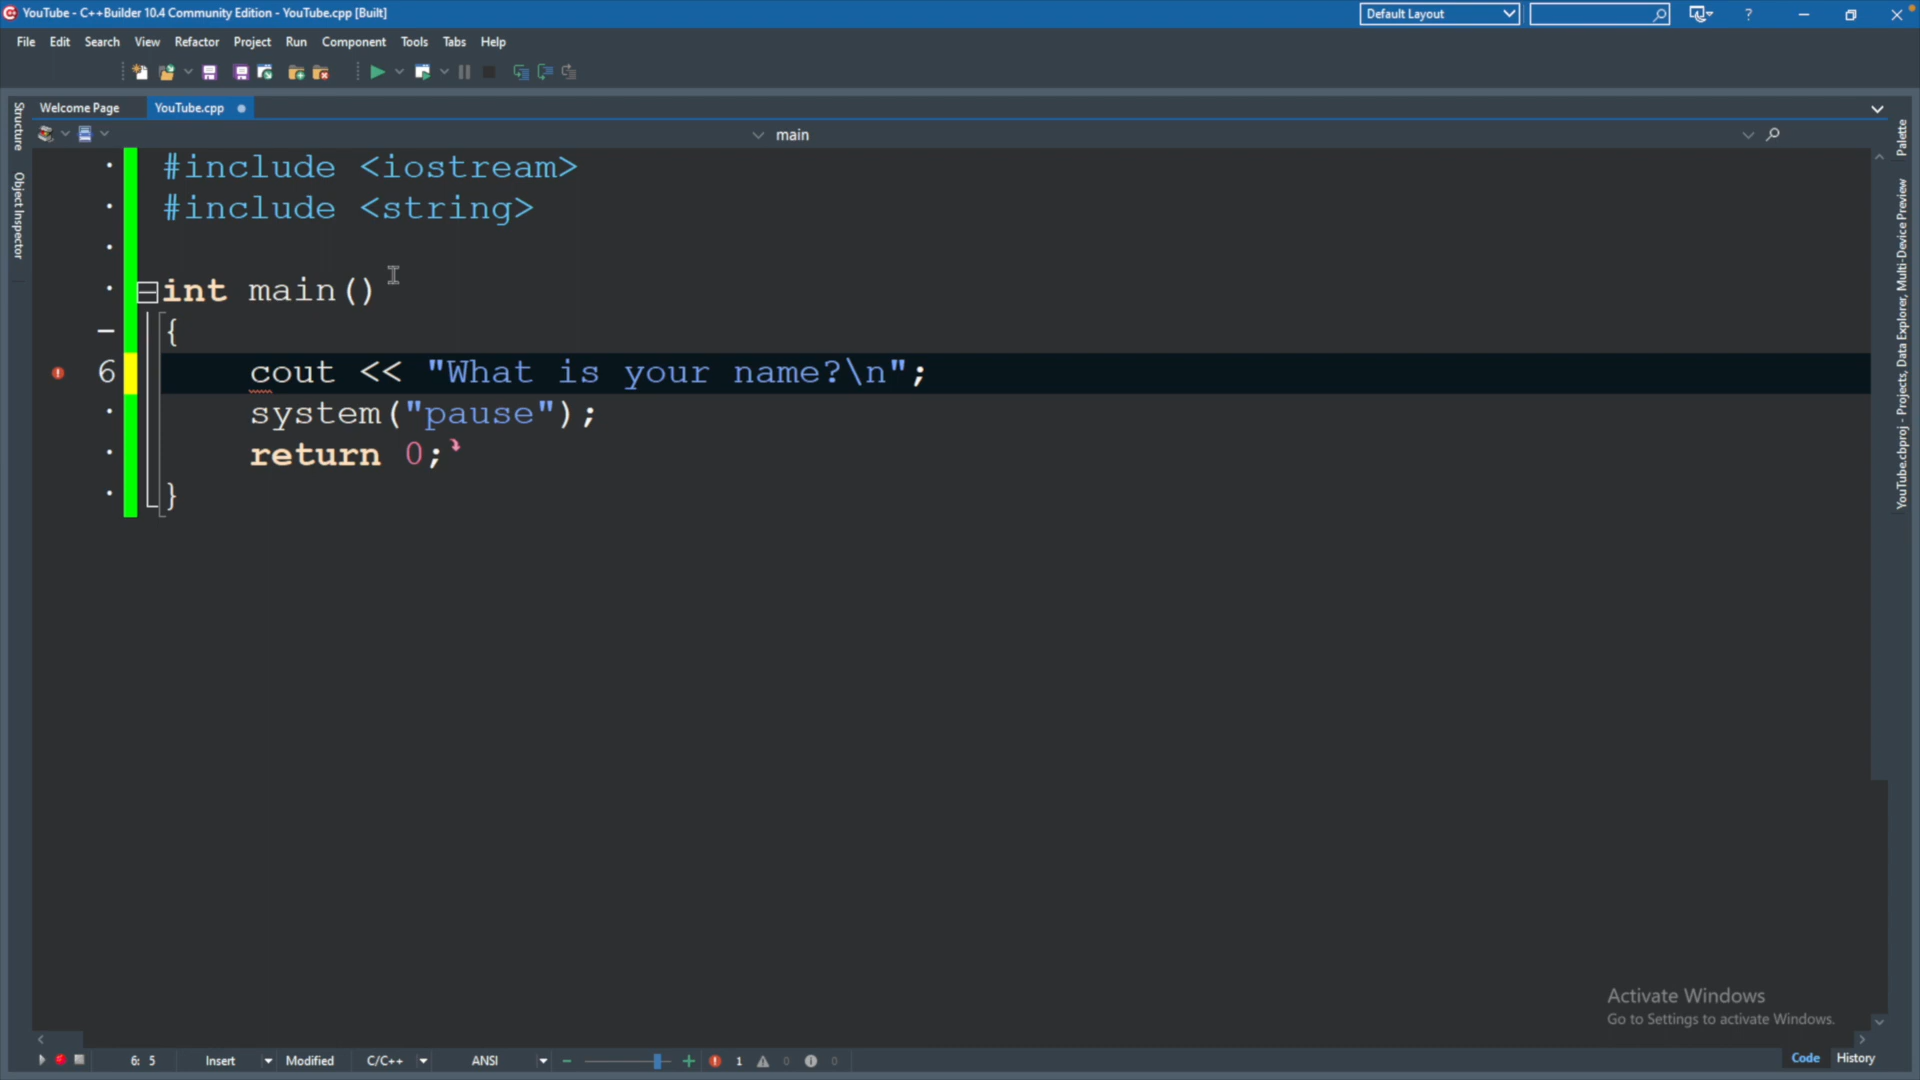 YouTube - C++Builder 10.4 Community Edition - YouTube.cpp [Built]
Default Layout
?
File Edit Search View Refactor Project Run Component Tools Tabs Help
Welcome Page YouTube.cpp
main
Structure
Object Inspector
Palette
YouTube.cbproj - Projects, Data Explorer, Multi-Device Preview
#include <iostream>
#include <string>
int main()
{
6 cout << "What is your name?\n";
system("pause");
return 0;
}
Activate Windows
Go to Settings to activate Windows.
6: 5 Insert Modified C/C++ ANSI 1 0 0
Code History